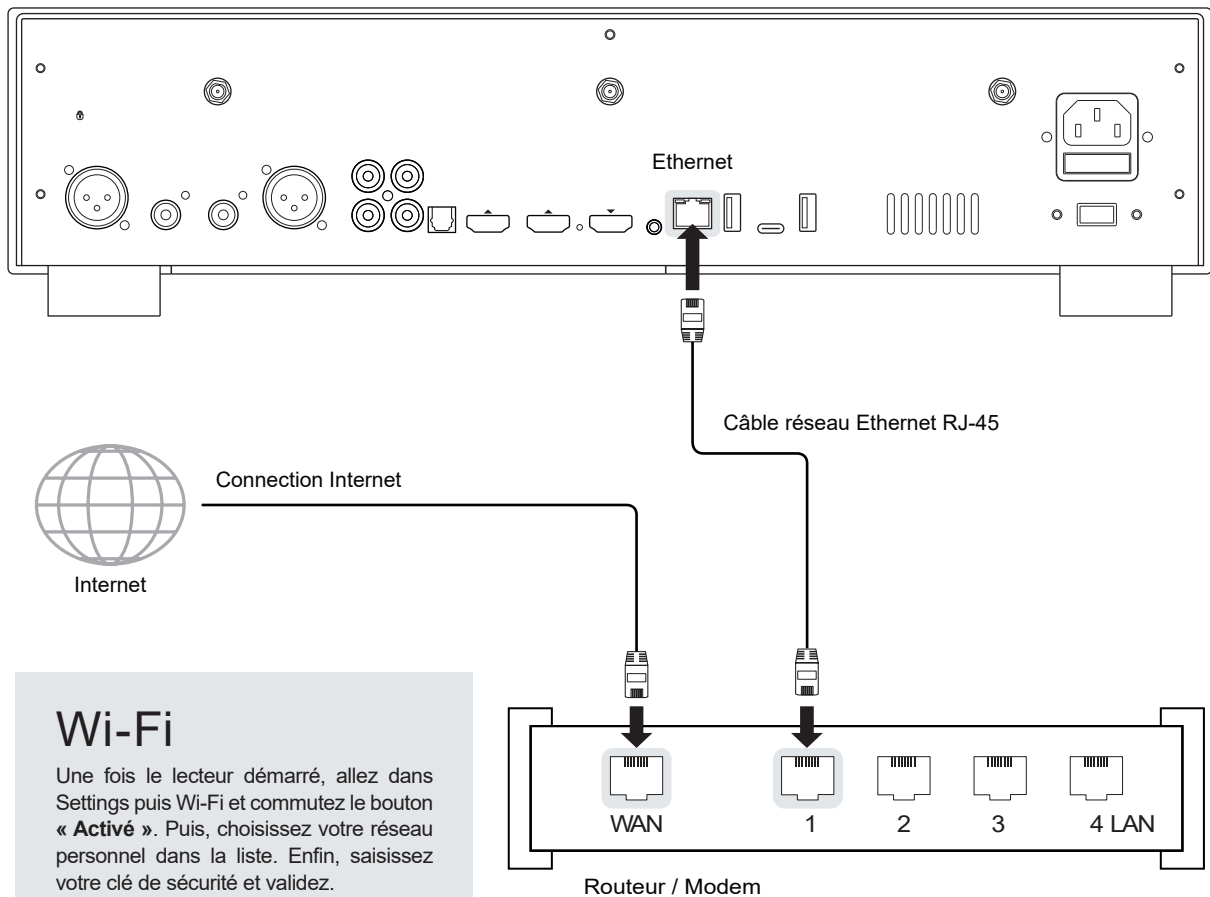 Ethernet
Câble réseau Ethernet RJ-45
Connection Internet
Internet
Wi-Fi
Une fois le lecteur démarré, allez dans
Settings puis Wi-Fi et commutez le bouton
« Activé ». Puis, choisissez votre réseau
personnel dans la liste. Enfin, saisissez
votre clé de sécurité et validez.
WAN 1 2 3 4 LAN
Routeur / Modem